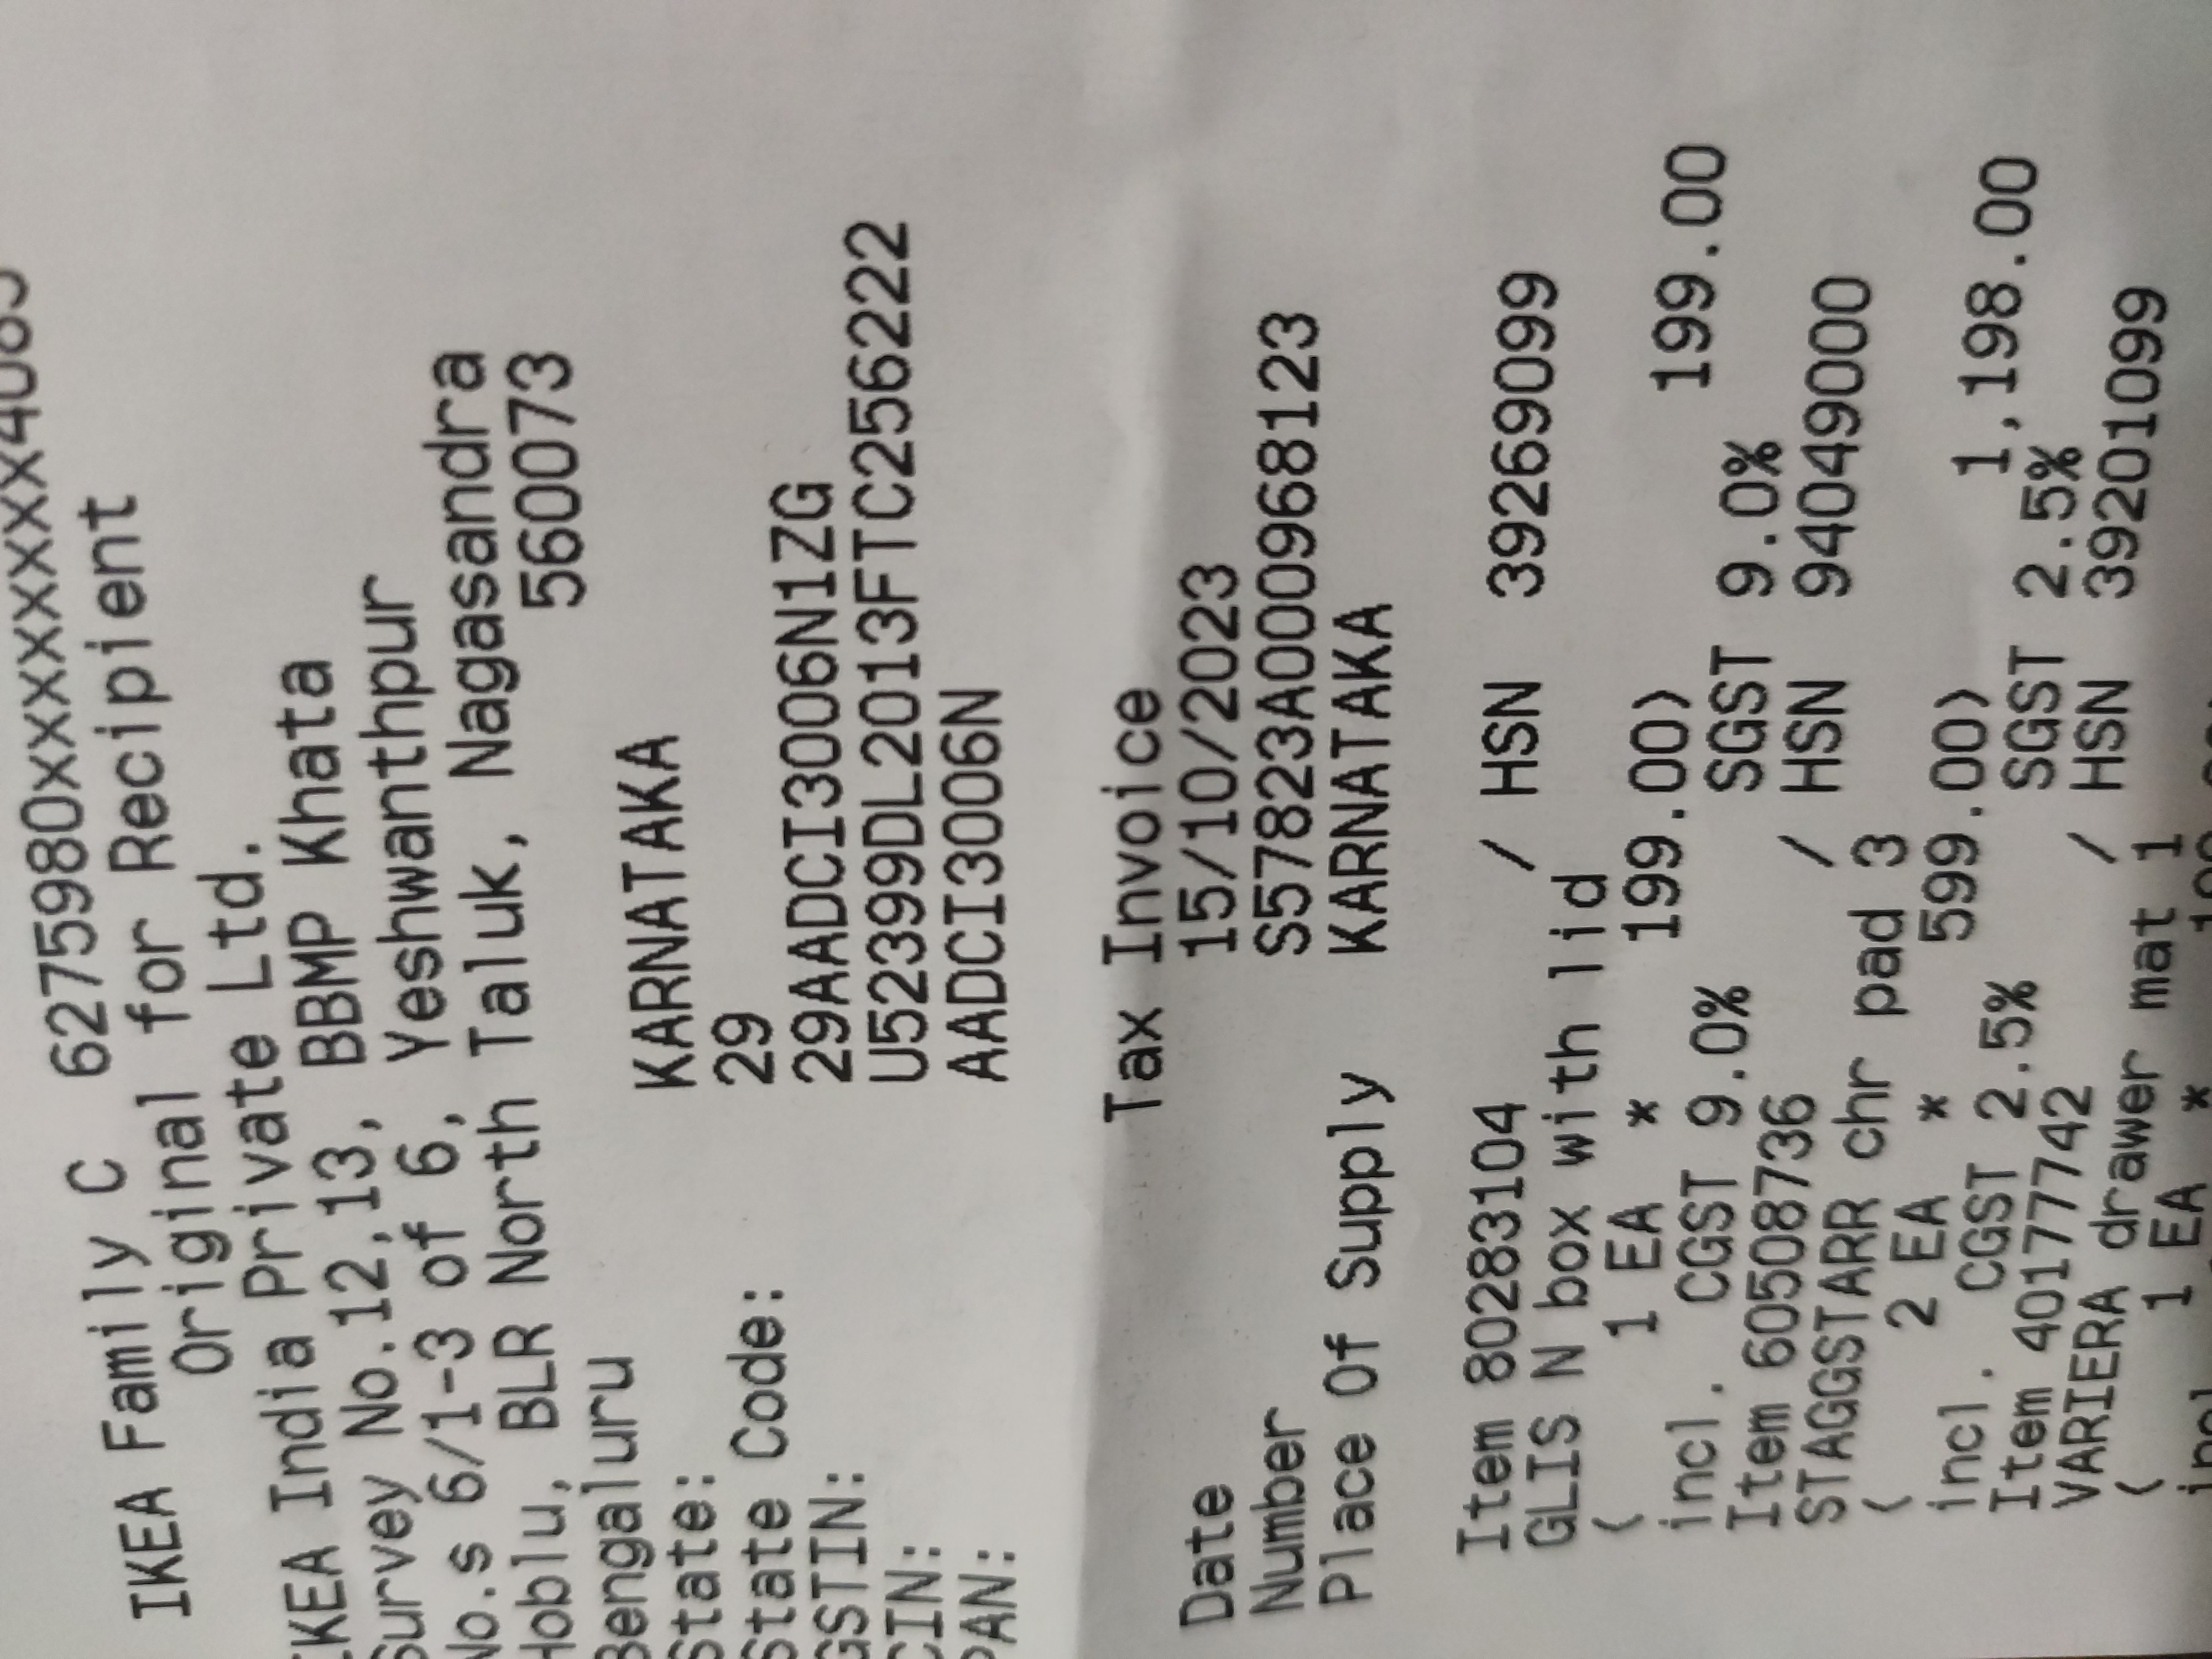 IKEA Family C 6275980xxxxxxxx4085
Original for Recipient
IKEA India Private Ltd.
Survey No.12,13, BBMP Khata
No.s 6/1-3 of 6, Yeshwanthpur
Hoblu, BLR North Taluk, Nagasandra
Bengaluru 560073
State: KARNATAKA
State Code: 29
GSTIN: 29AADCI3006N1ZG
CIN: U52399DL2013FTC256222
PAN: AADCI3006N
Tax Invoice
Date 15/10/2023
Number S57823A000968123
Place Of Supply KARNATAKA
Item 80283104 / HSN 39269099
GLIS N box with lid
( 1 EA * 199.00) 199.00
incl. CGST 9.0% SGST 9.0%
Item 60508736 / HSN 94049000
STAGGSTARR chr pad 3
( 2 EA * 599.00) 1,198.00
incl. CGST 2.5% SGST 2.5%
Item 40177742 / HSN 39201099
VARIERA drawer mat 1
( 1 EA *